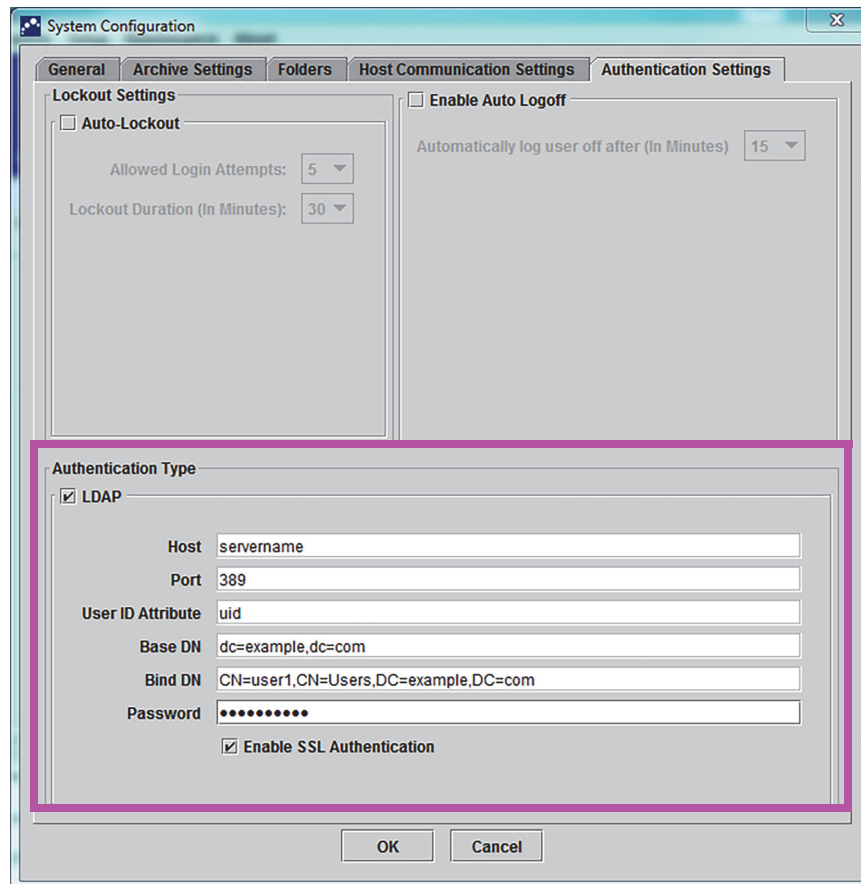 System Configuration
General Archive Settings Folders Host Communication Settings Authentication Settings
Lockout Settings
Auto-Lockout
Allowed Login Attempts: 5
Lockout Duration (In Minutes): 30
Enable Auto Logoff
Automatically log user off after (In Minutes) 15
Authentication Type
LDAP
Host servername
Port 389
User ID Attribute uid
Base DN dc=example,dc=com
Bind DN CN=user1,CN=Users,DC=example,DC=com
Password ••••••••••
Enable SSL Authentication
OK Cancel